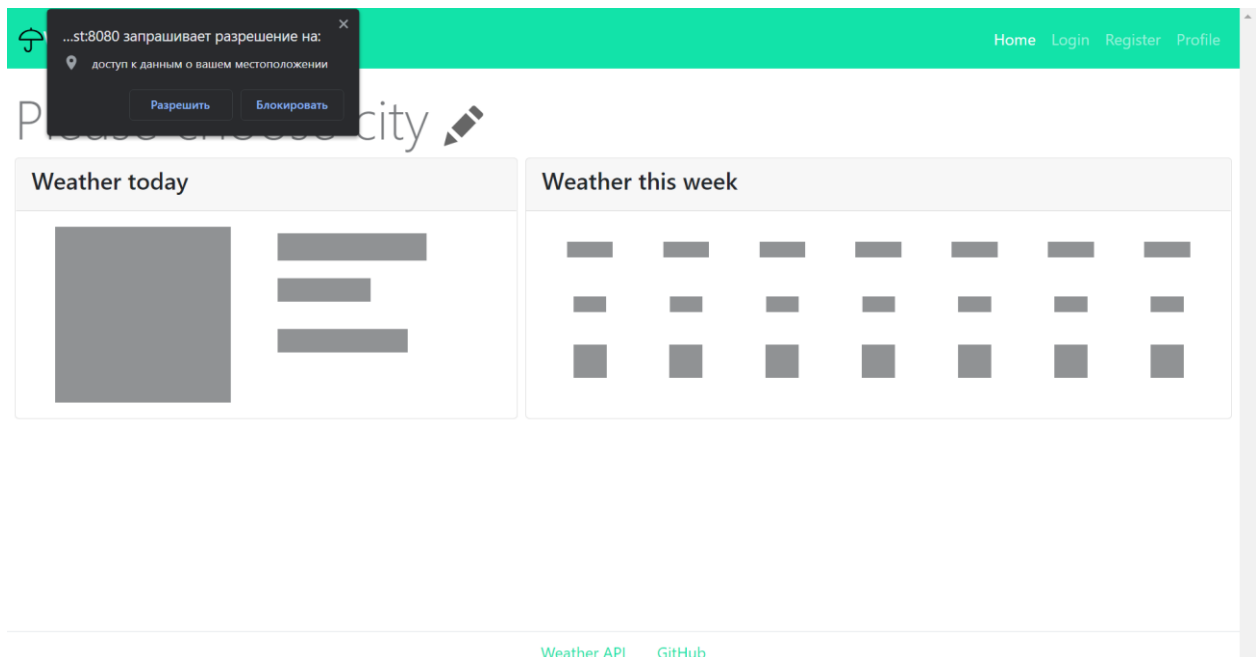 ...st:8080 запрашивает разрешение на:
доступ к данным о вашем местоположении
Разрешить Блокировать
Home Login Register Profile
city
Weather today
Weather this week
Weather API GitHub